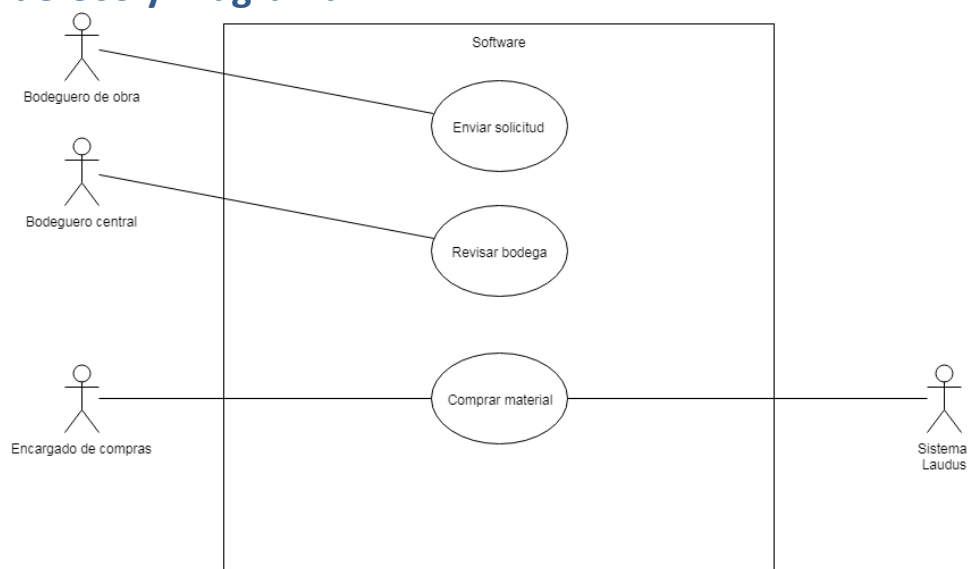 Software
Bodeguero de obra
Enviar solicitud
Bodeguero central
Revisar bodega
Comprar material
Encargado de compras
Sistema
Laudus